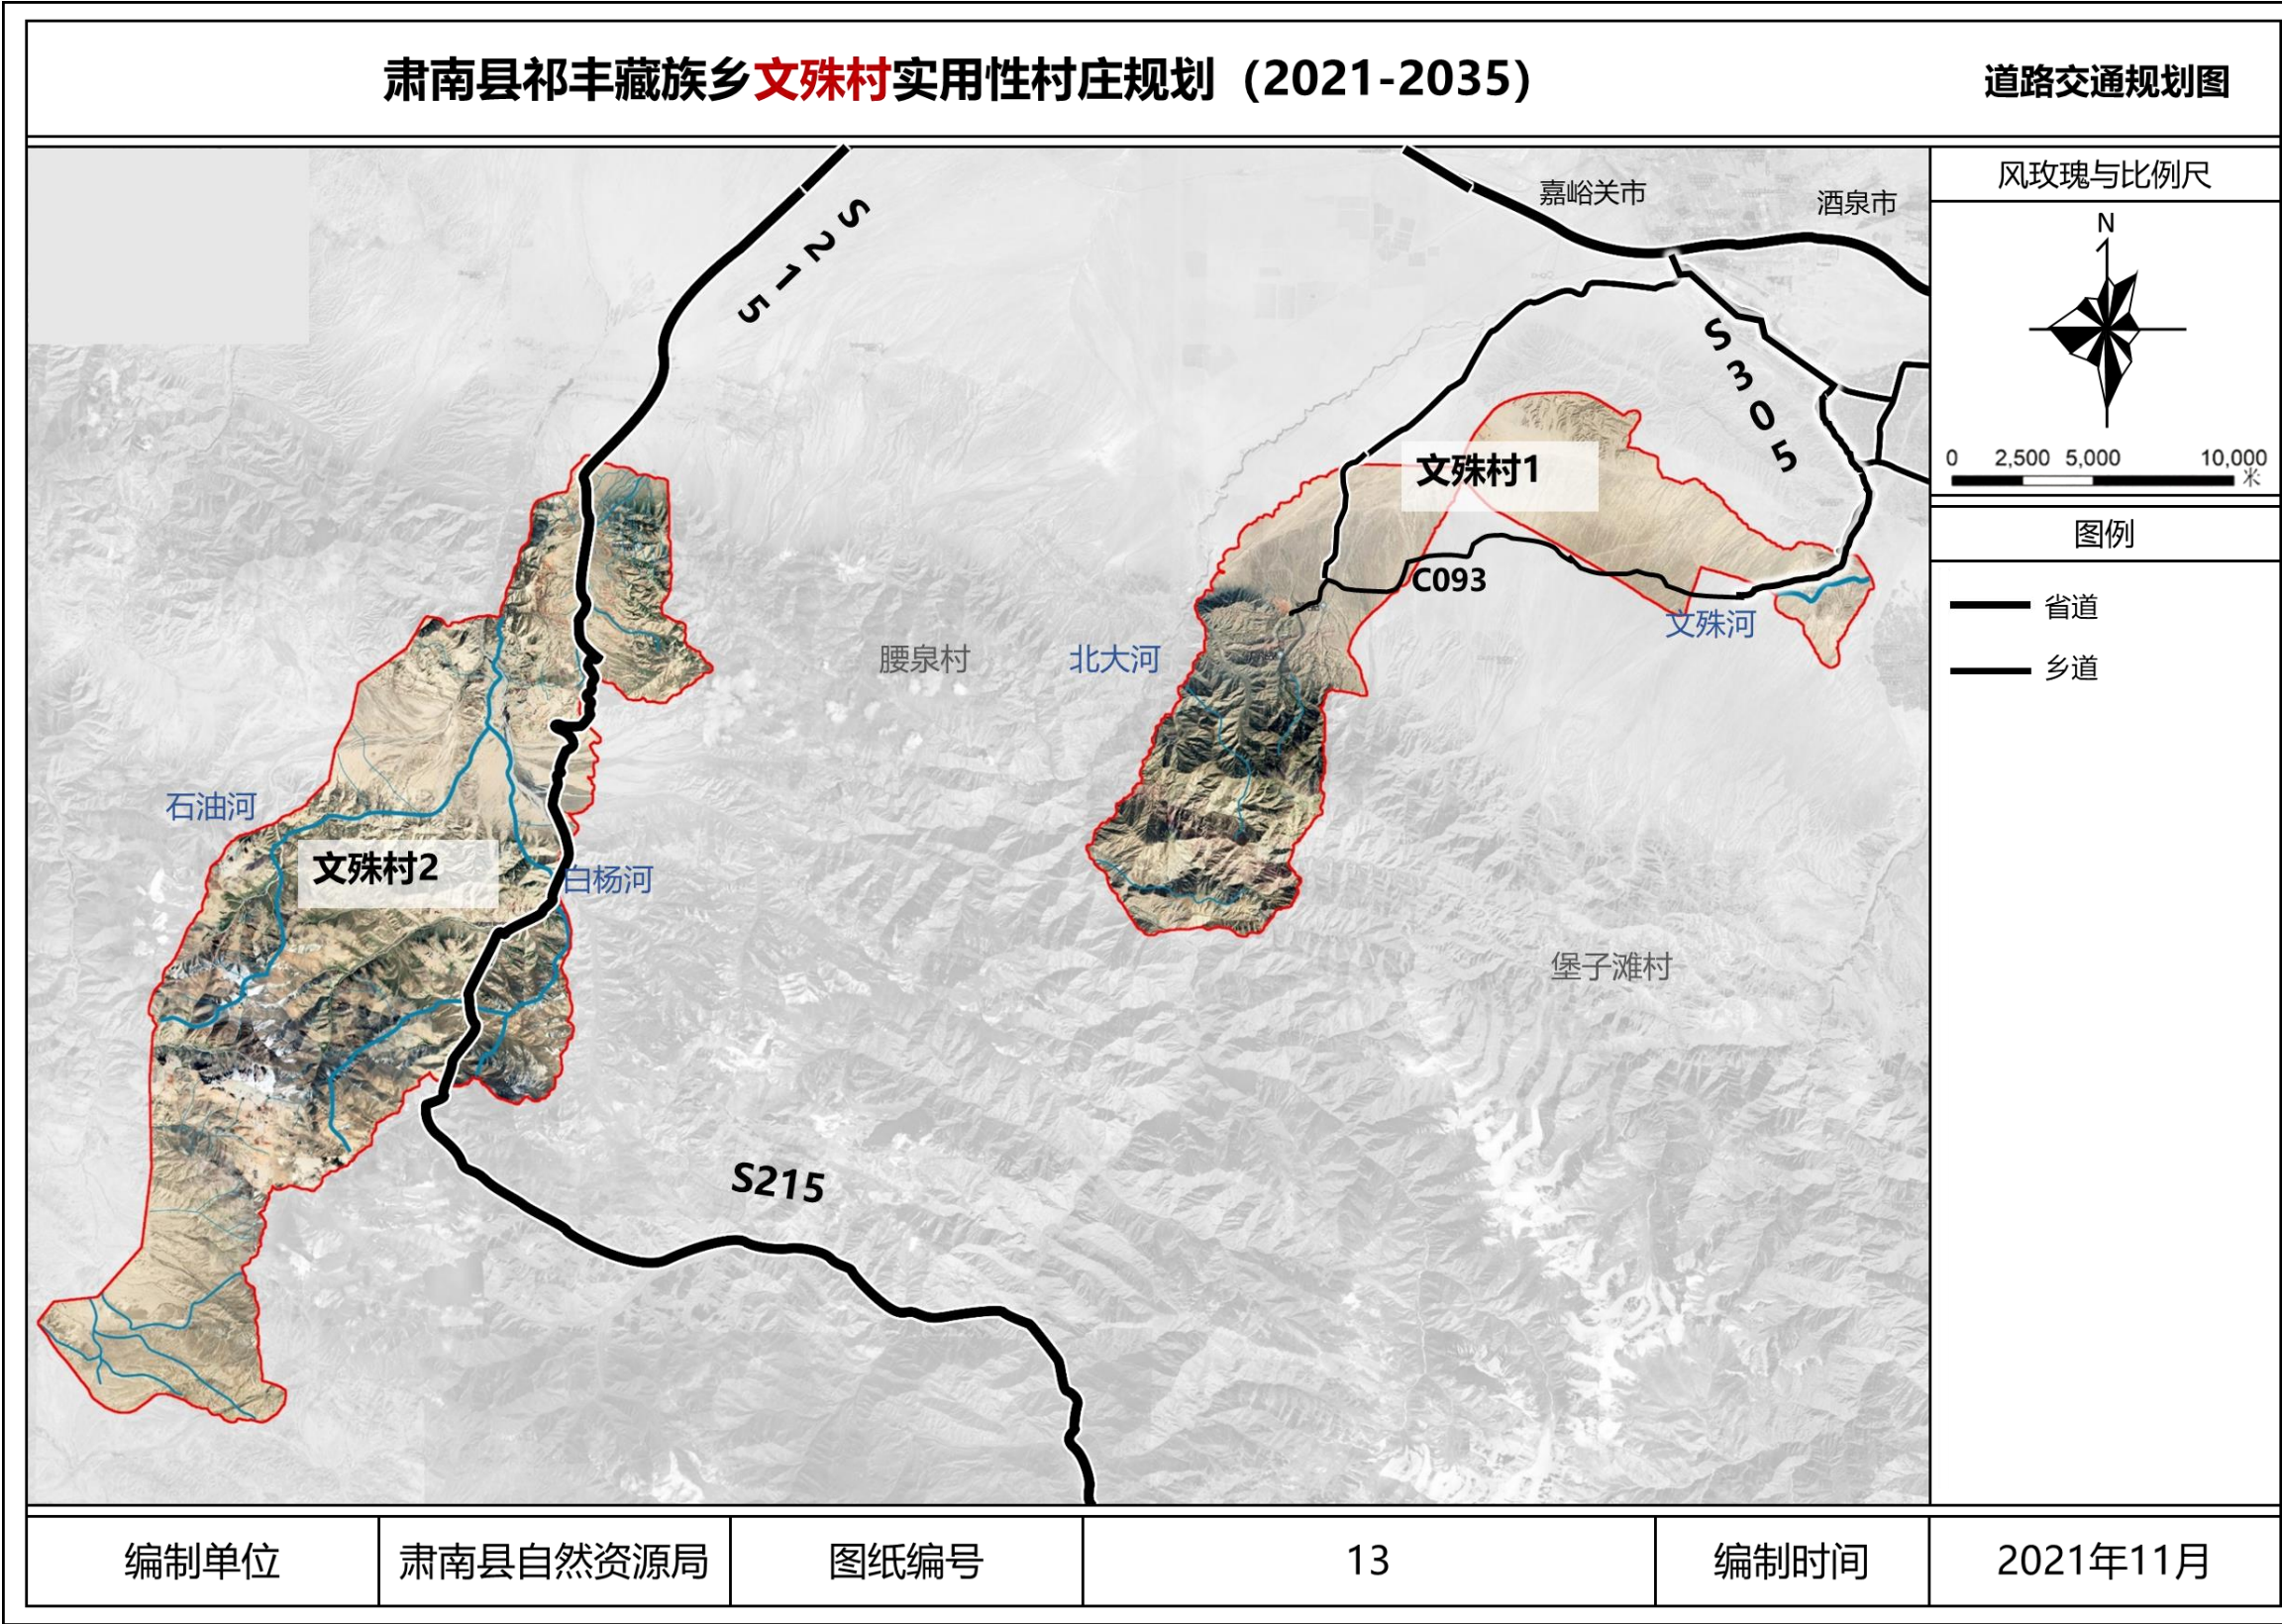 肃南县祁丰藏族乡文殊村实用性村庄规划（2021-2035）
道路交通规划图
风玫瑰与比例尺
N
0 2,500 5,000 10,000
米
图例
省道
乡道
嘉峪关市
酒泉市
S215
S305
文殊村1
C093
文殊河
腰泉村
北大河
石油河
文殊村2
白杨河
堡子滩村
S215
编制单位 肃南县自然资源局 图纸编号 13 编制时间 2021年11月